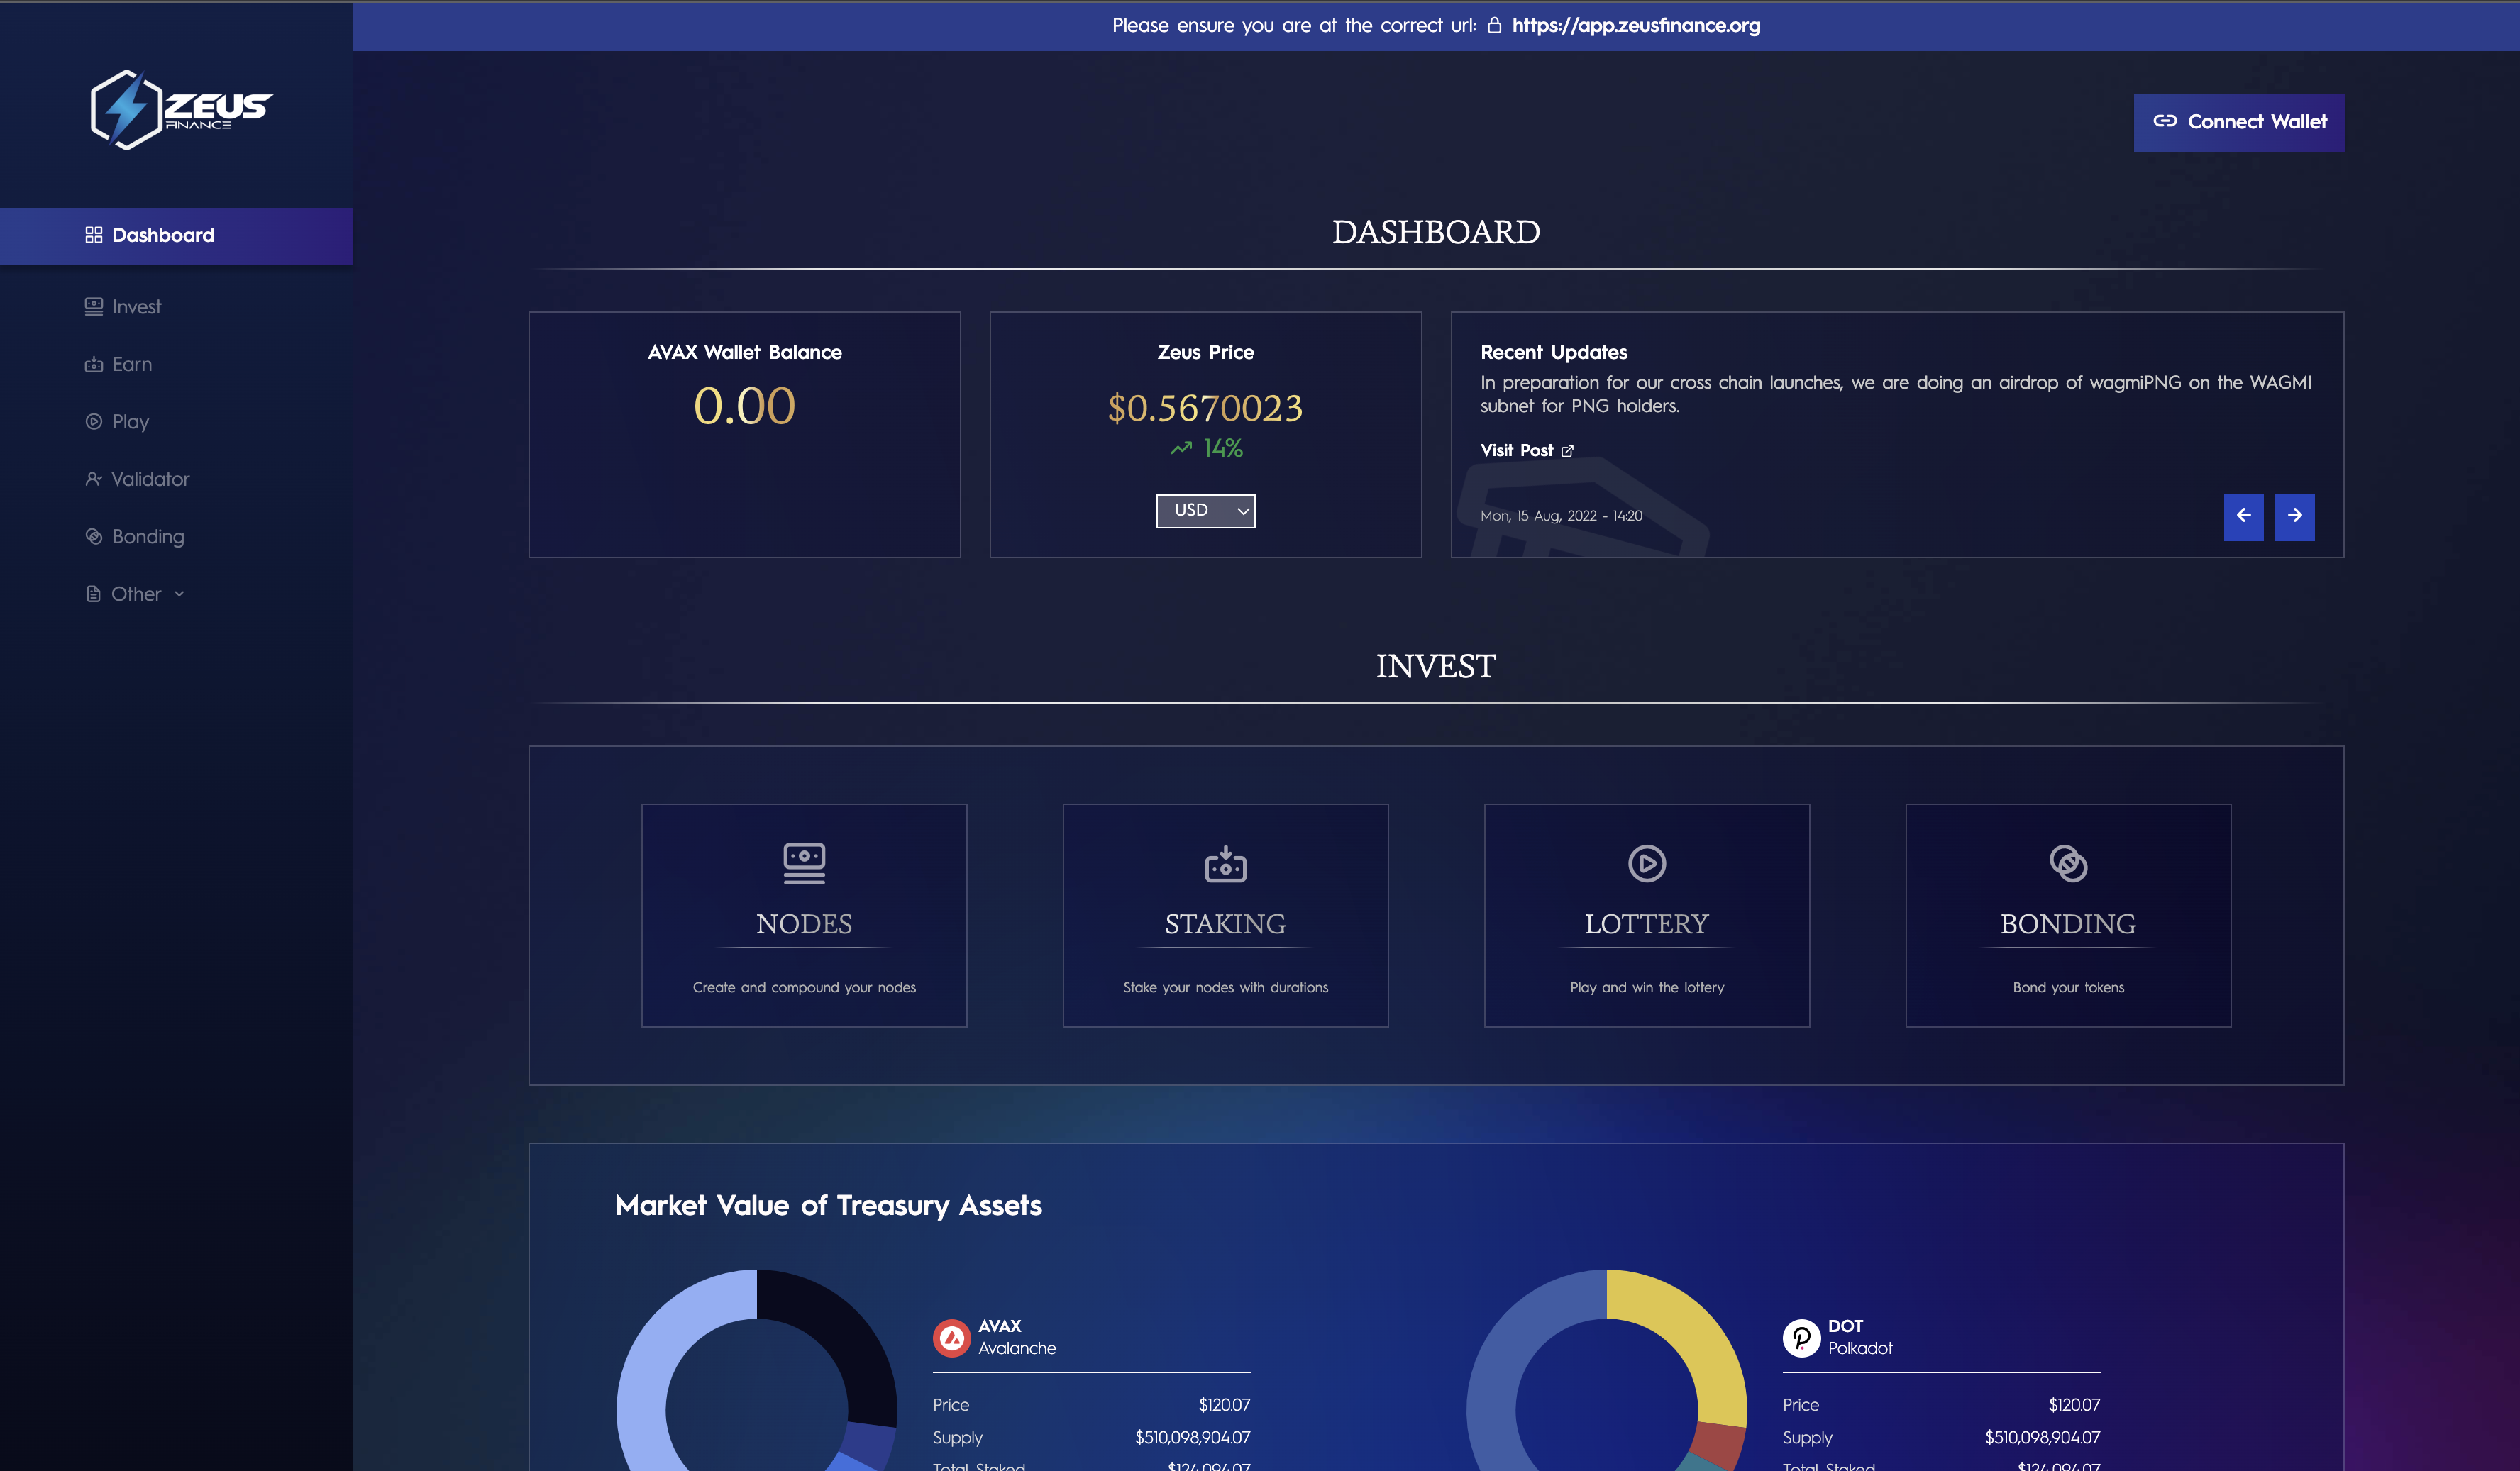 Please ensure you are at the correct url: https://app.zeusfinance.org
ZEUS
FINANCE
Connect Wallet
Dashboard
Invest
Earn
Play
Validator
Bonding
Other
DASHBOARD
AVAX Wallet Balance
0.00
Zeus Price
$0.5670023
14%
USD
Recent Updates
In preparation for our cross chain launches, we are doing an airdrop of wagmiPNG on the WAGMI
subnet for PNG holders.
Visit Post
Mon, 15 Aug, 2022 - 14:20
INVEST
NODES
Create and compound your nodes
STAKING
Stake your nodes with durations
LOTTERY
Play and win the lottery
BONDING
Bond your tokens
Market Value of Treasury Assets
AVAX
Avalanche
Price $120.07
Supply $510,098,904.07
Total Staked $124,094.07
DOT
Polkadot
Price $120.07
Supply $510,098,904.07
Total Staked $124,094.07